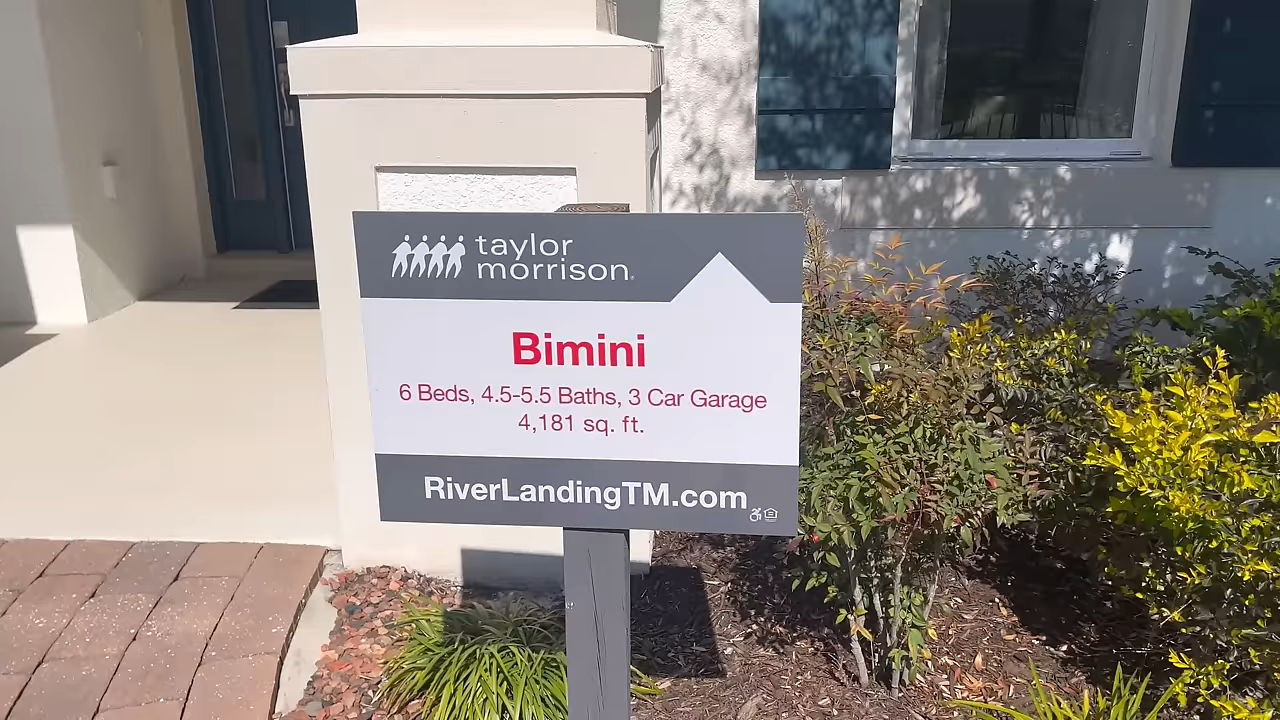 taylor
morrison
Bimini
6 Beds, 4.5-5.5 Baths, 3 Car Garage
4,181 sq. ft.
RiverLandingTM.com